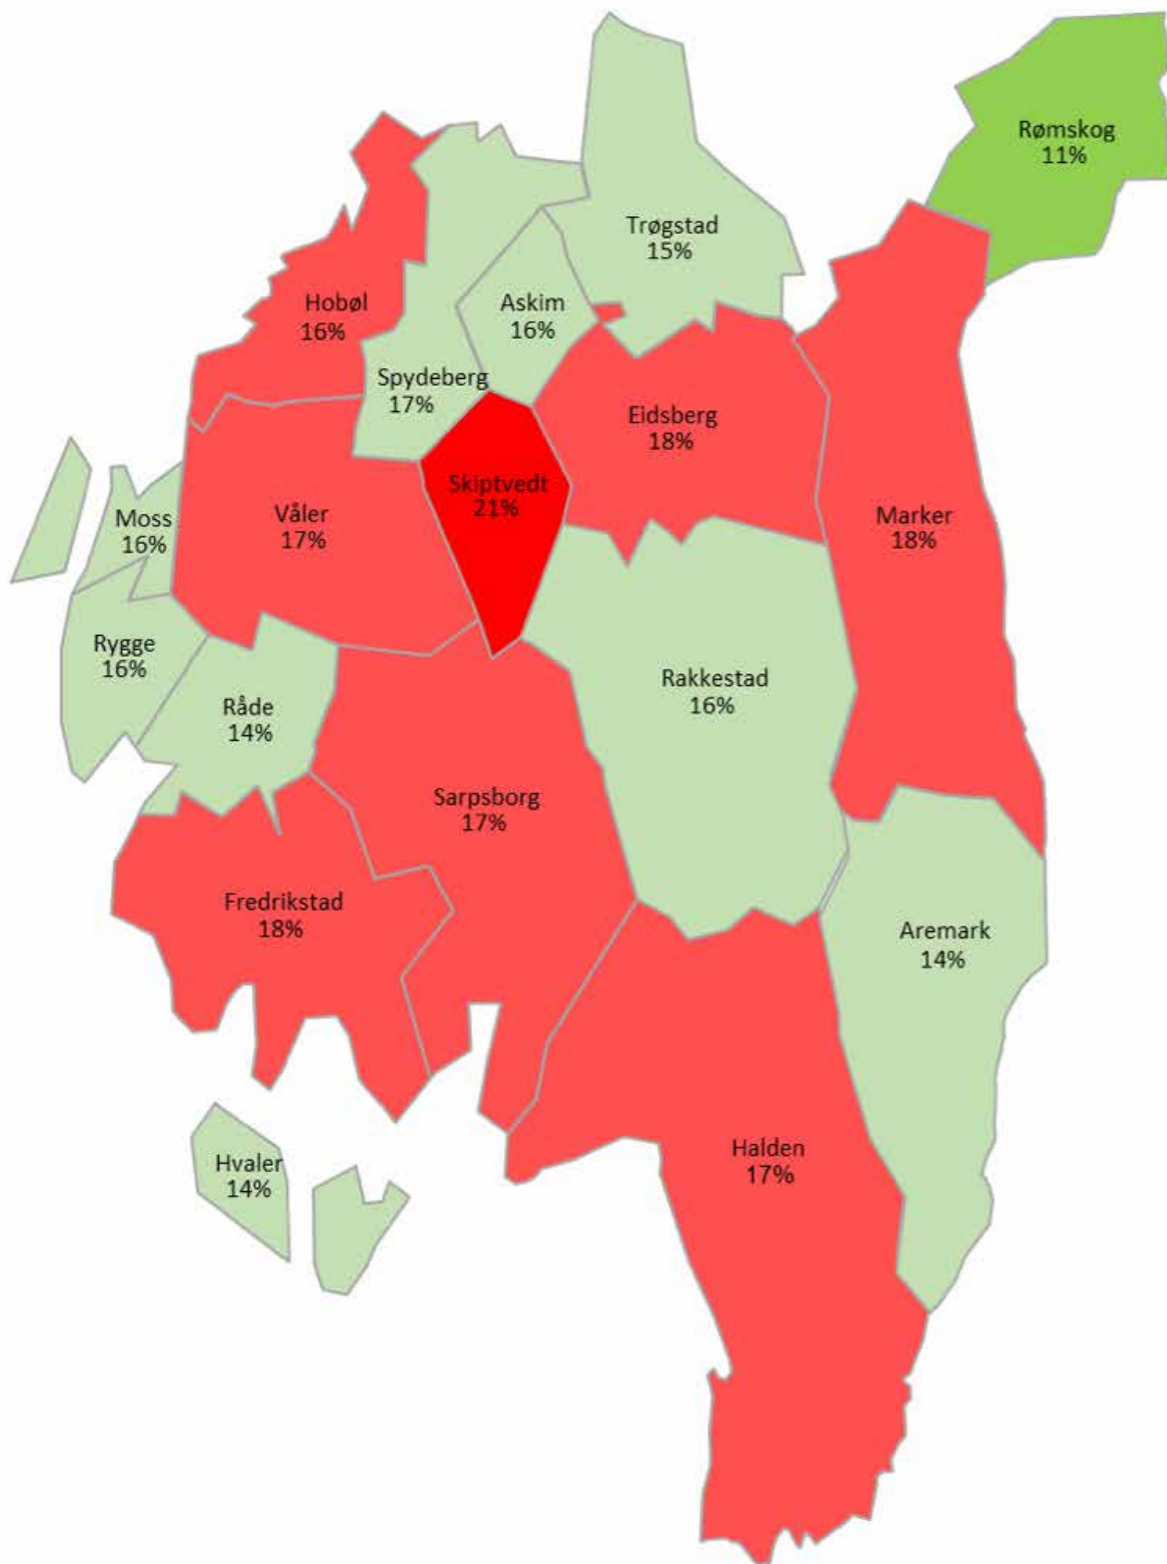 Rømskog
11%
Trøgstad
15%
Hobøl
16%
Askim
16%
Spydeberg
17%
Eidsberg
18%
Skiptvedt
21%
Moss
16%
Våler
17%
Marker
18%
Rygge
16%
Råde
14%
Rakkestad
16%
Sarpsborg
17%
Fredrikstad
18%
Aremark
14%
Hvaler
14%
Halden
17%